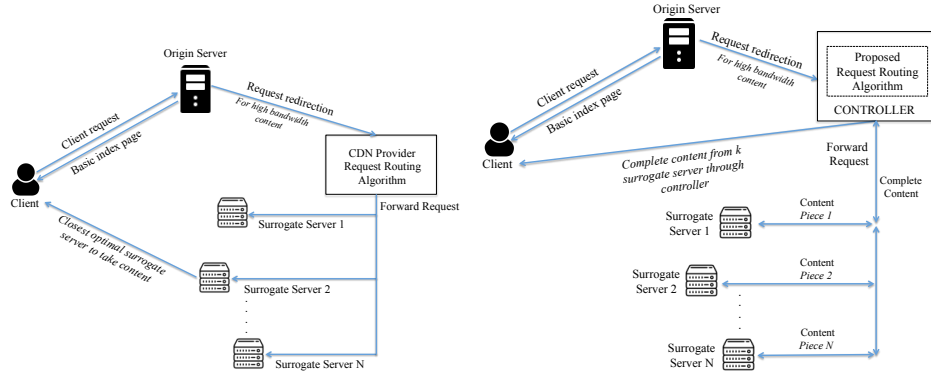 Origin Server
Request redirection
For high bandwidth
content
Client request
Basic index page
Client
CDN Provider
Request Routing
Algorithm
Forward Request
Surrogate Server 1
Closest optimal surrogate
server to take content
Surrogate Server 2
Surrogate Server N
Origin Server
Request redirection
For high bandwidth
content
Proposed
Request Routing
Algorithm
CONTROLLER
Client request
Basic index page
Client
Complete content from k
surrogate server through
controller
Forward
Request
Complete
Content
Surrogate
Server 1
Content
Piece 1
Surrogate
Server 2
Content
Piece 2
Surrogate
Server N
Content
Piece N